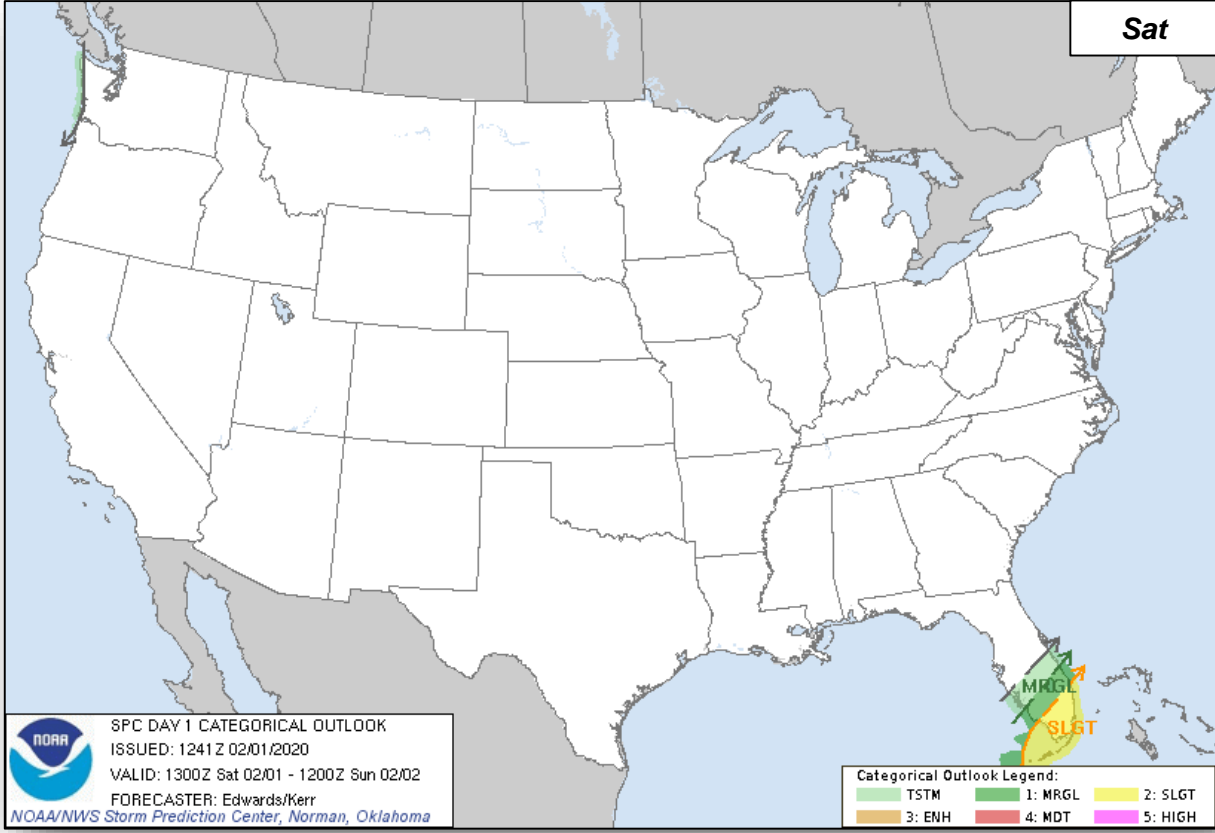 Sat
MRGL
SLGT
NOAA
SPC DAY 1 CATEGORICAL OUTLOOK
ISSUED: 1241Z 02/01/2020
VALID: 1300Z Sat 02/01 - 1200Z Sun 02/02
FORECASTER: Edwards/Kerr
NOAA/NWS Storm Prediction Center, Norman, Oklahoma
Categorical Outlook Legend:
TSTM 1: MRGL 2: SLGT
3: ENH 4: MDT 5: HIGH